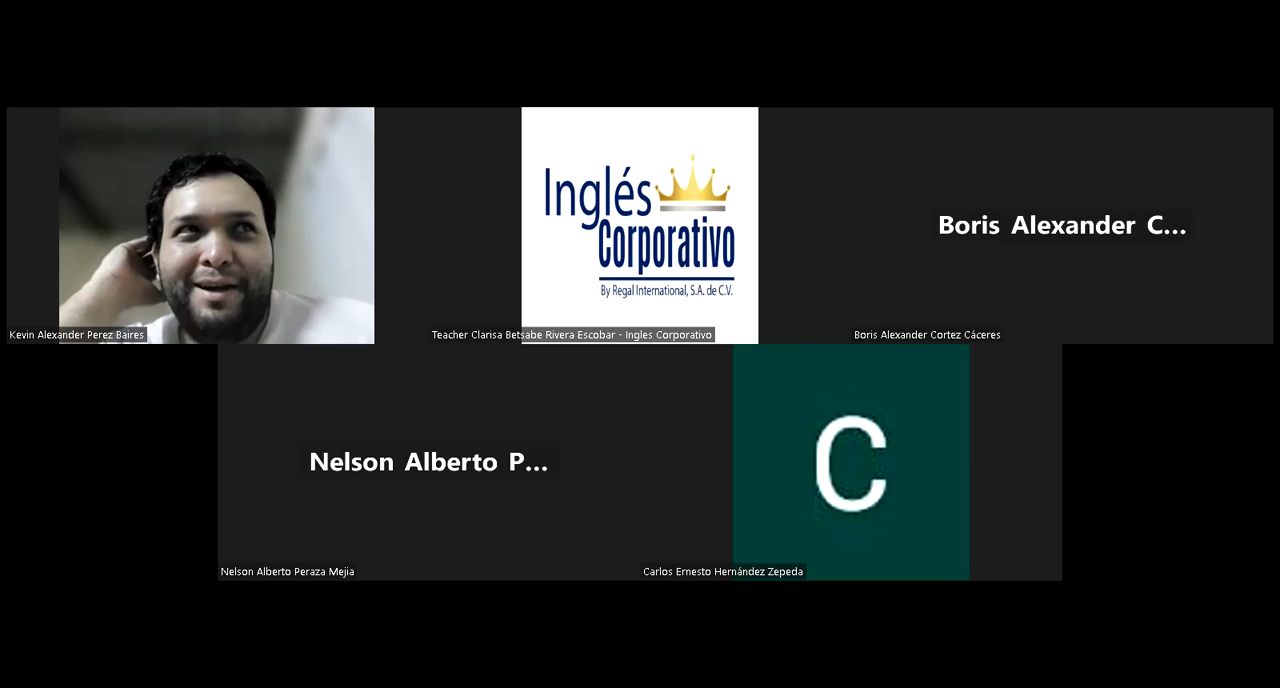 Inglés
Corporativo
By Regal International, S.A. de C.V.
Boris Alexander C...
Kevin Alexander Perez Baires
Teacher Clarisa Betsabe Rivera Escobar - Ingles Corporativo
Boris Alexander Cortez Cáceres
Nelson Alberto P...
C
Nelson Alberto Peraza Mejia
Carlos Ernesto Hernández Zepeda